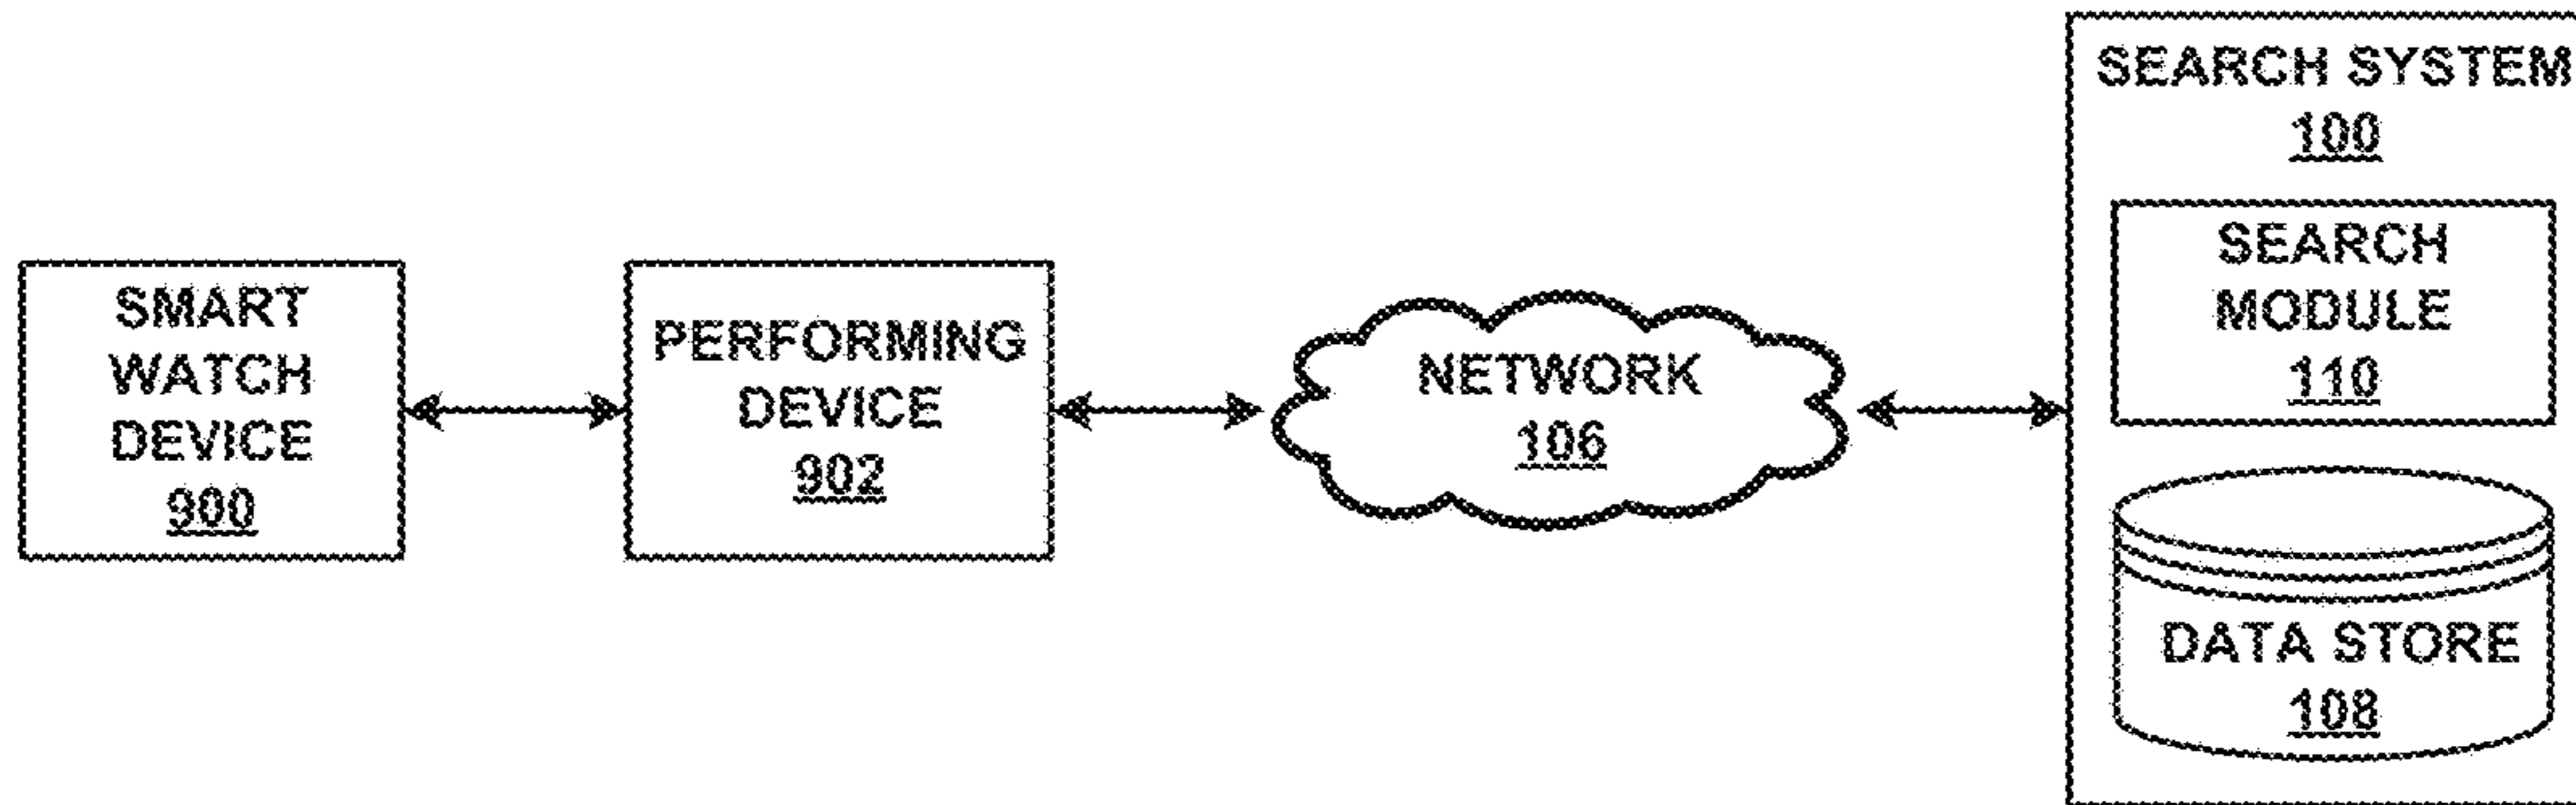 SMART
WATCH
DEVICE
900
PERFORMING
DEVICE
902
NETWORK
106
SEARCH SYSTEM
100
SEARCH
MODULE
110
DATA STORE
108